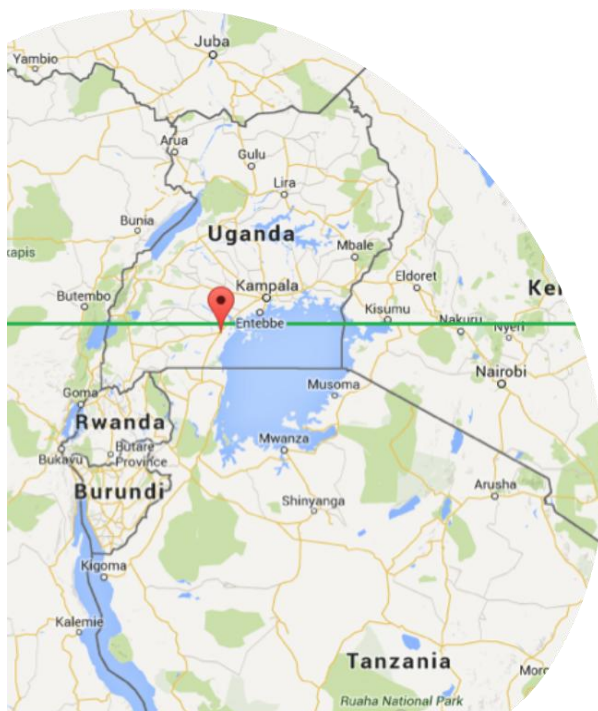 Juba
Yambio
Arua
Gulu
Lira
Bunia
Uganda
Mbale
kapis
Eldoret
Kampala
Butembo
Ken
Kisumu
Entebbe
Nakuru
Nyeri
Nairobi
Goma
Musoma
Rwanda
Butare
Province
Bukavu
Mwanza
Burundi
Arusha
Shinyanga
Kigoma
Kalemie
Tanzania
Moro
Ruaha National Park